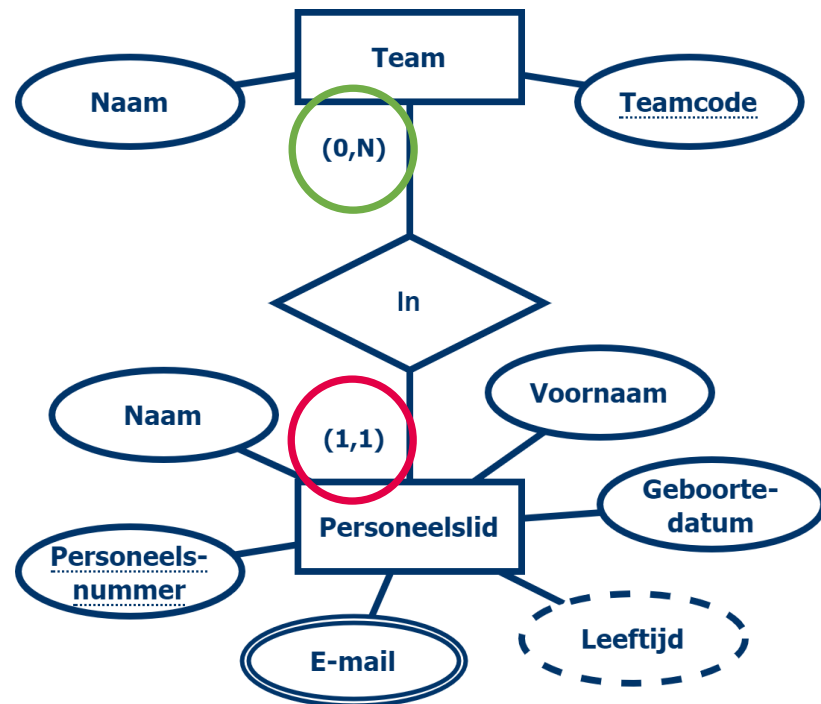 Team
Naam
Teamcode
(0,N)
In
Voornaam
Naam
(1,1)
Geboorte-
datum
Personeelslid
Personeels-
nummer
Leeftijd
E-mail